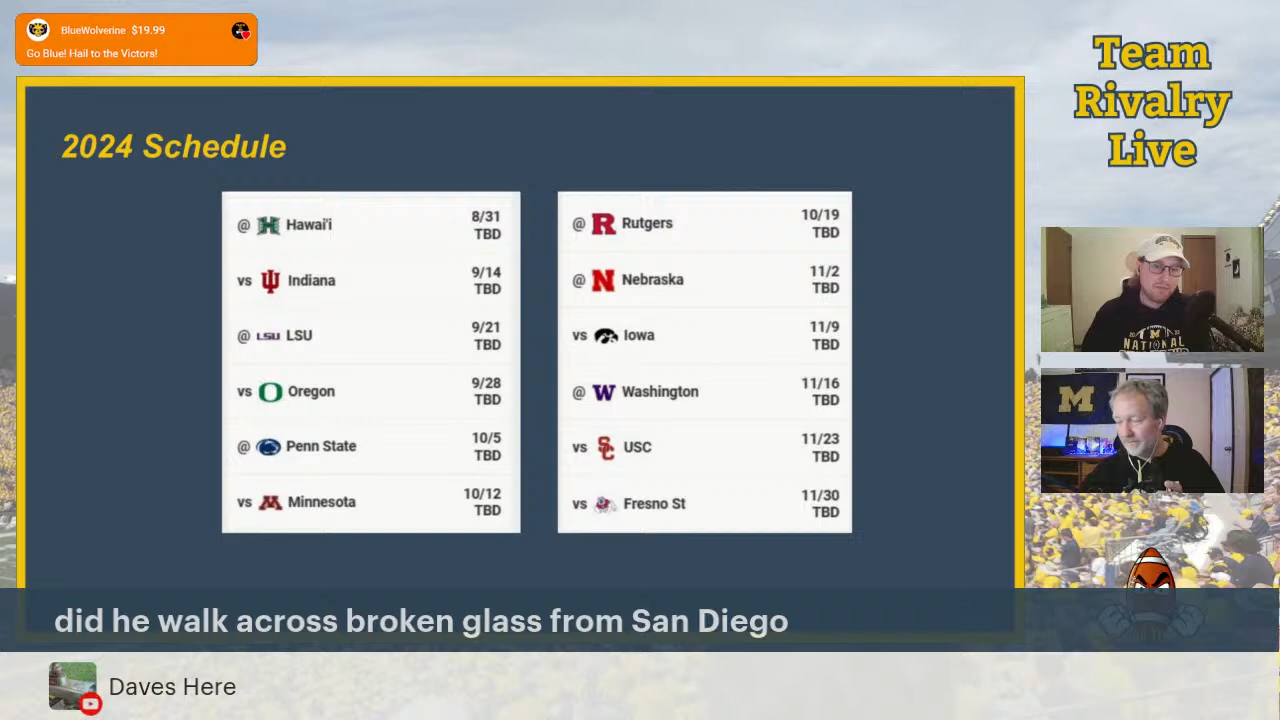 BlueWolverine $19.99
Go Blue! Hail to the Victors!
Team
Rivalry
Live
2024 Schedule
@ Hawai'i 8/31
TBD
vs Indiana 9/14
TBD
@ LSU LSU 9/21
TBD
vs Oregon 9/28
TBD
@ Penn State 10/5
TBD
vs M Minnesota 10/12
TBD
@ R Rutgers 10/19
TBD
@ N Nebraska 11/2
TBD
vs Iowa 11/9
TBD
@ W Washington 11/16
TBD
vs SC USC 11/23
TBD
vs Fresno St 11/30
TBD
M
NATIONAL
M
did he walk across broken glass from San Diego
Daves Here